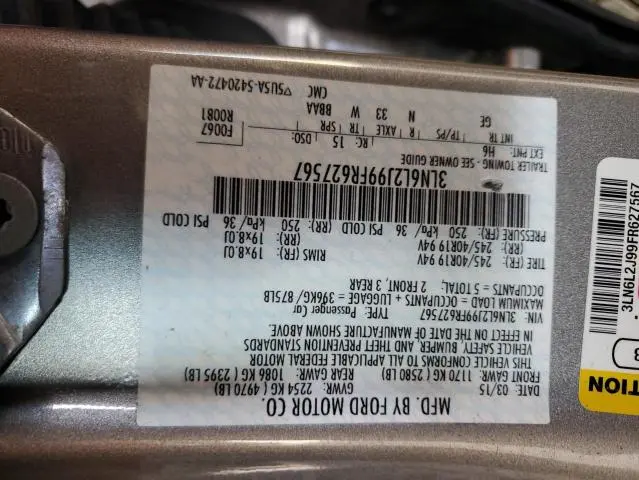 MFD. BY FORD MOTOR CO.
DATE: 03/15 GVWR: 2254 KG ( 4970 LB)
FRONT GAWR: 1170 KG ( 2580 LB) REAR GAWR: 1086 KG ( 2395 LB)
THIS VEHICLE CONFORMS TO ALL APPLICABLE FEDERAL MOTOR
VEHICLE SAFETY, BUMPER, AND THEFT PREVENTION STANDARDS
IN EFFECT ON THE DATE OF MANUFACTURE SHOWN ABOVE.
VIN: 3LN6L2J99FR627567 TYPE: Passenger Car
MAXIMUM LOAD = OCCUPANTS + LUGGAGE = 396KG/ 875LB
OCCUPANTS = 5 TOTAL: 2 FRONT, 3 REAR
TIRE (FR): 245/40R19 94V RIMS (FR): 19x8.0J
(RR): 245/40R19 94V (RR): 19x8.0J
PRESSURE (FR): 250 kPa/ 36 PSI COLD (RR): 250 kPa/ 36 PSI COLD
3LN6L2J99FR627567
TRAILER TOWING - SEE OWNER GUIDE
EXT PNT: H6 RC: 15 DSO: F0067
INT TR TP/PS R AXLE TR SPR R0081
GE N 33 W BBAA
CMC
▽5USA-5420472-AA
3LN6L2J99FR627567